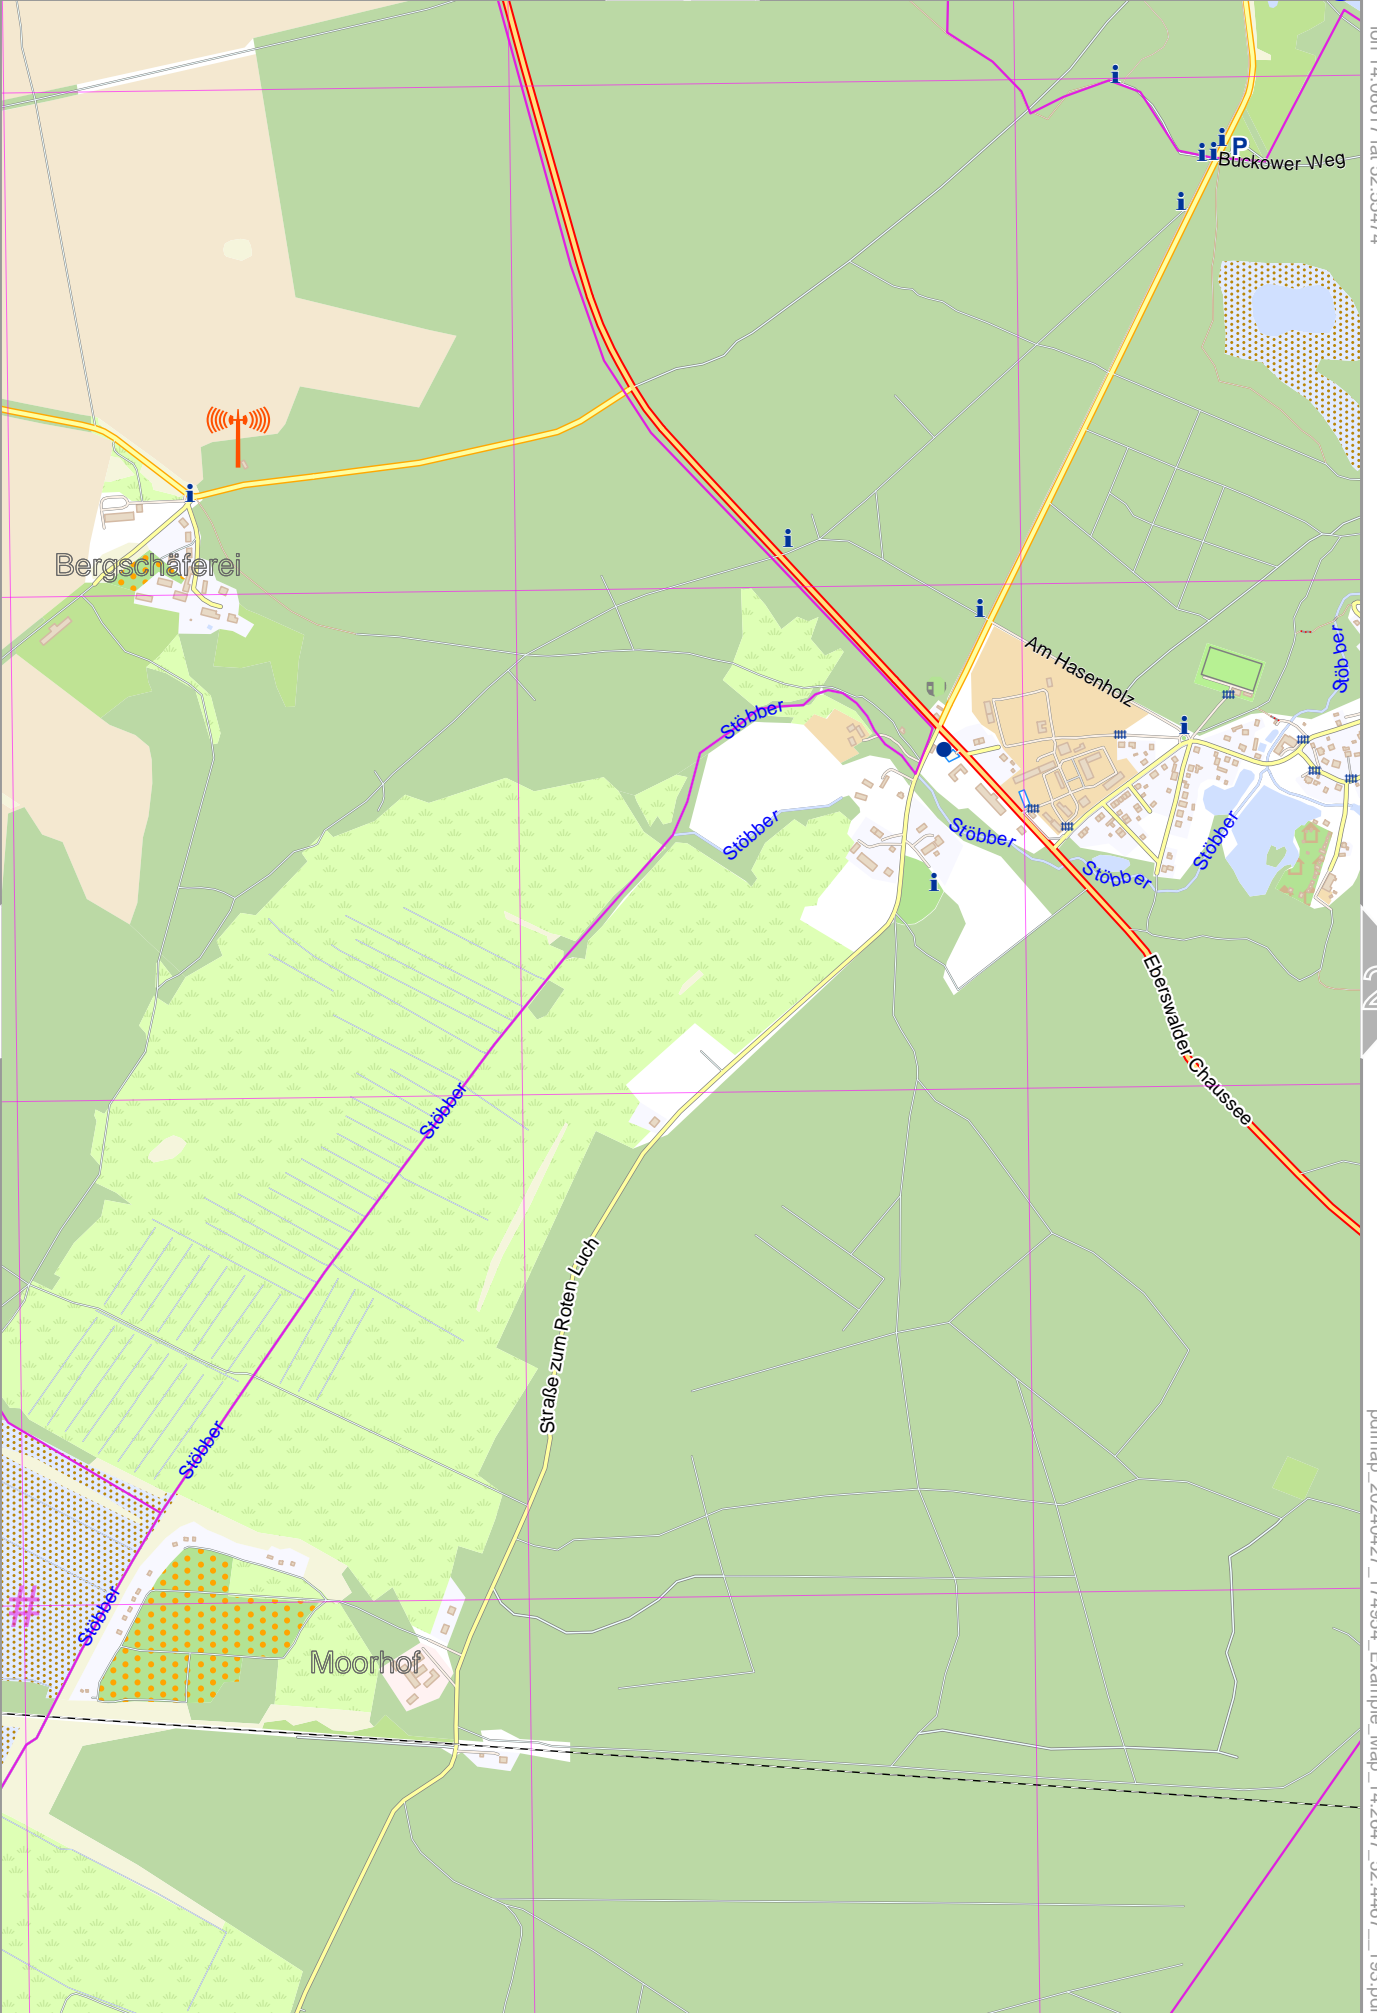 i
i
i i P
Buckower Weg
i
i
Bergschäferei
i
i
Am Hasenholz
Stöbber
Stöbber
i
Stöbber
Stöbber
Stöbber
Stöbber
i
2
Eberswalder Chaussee
Stöbber
Straße zum Roten Luch
Stöbber
#
Stöbber
Moorhof